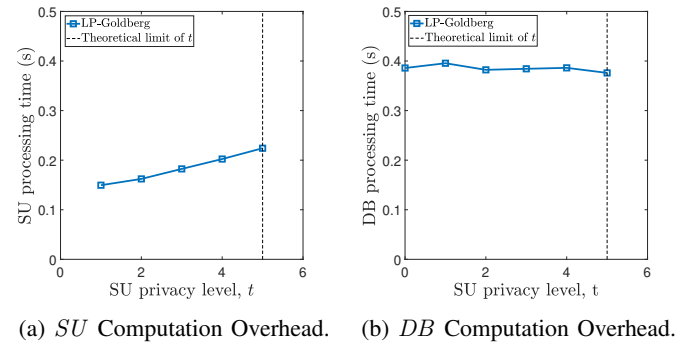 LP-Goldberg
Theoretical limit of t
SU processing time (s)
0.5
0.4
0.3
0.2
0.1
0
0 2 4 6
SU privacy level, t
(a) SU Computation Overhead.
LP-Goldberg
Theoretical limit of t
DB processing time (s)
0.5
0.4
0.3
0.2
0.1
0
0 2 4 6
SU privacy level, t
(b) DB Computation Overhead.